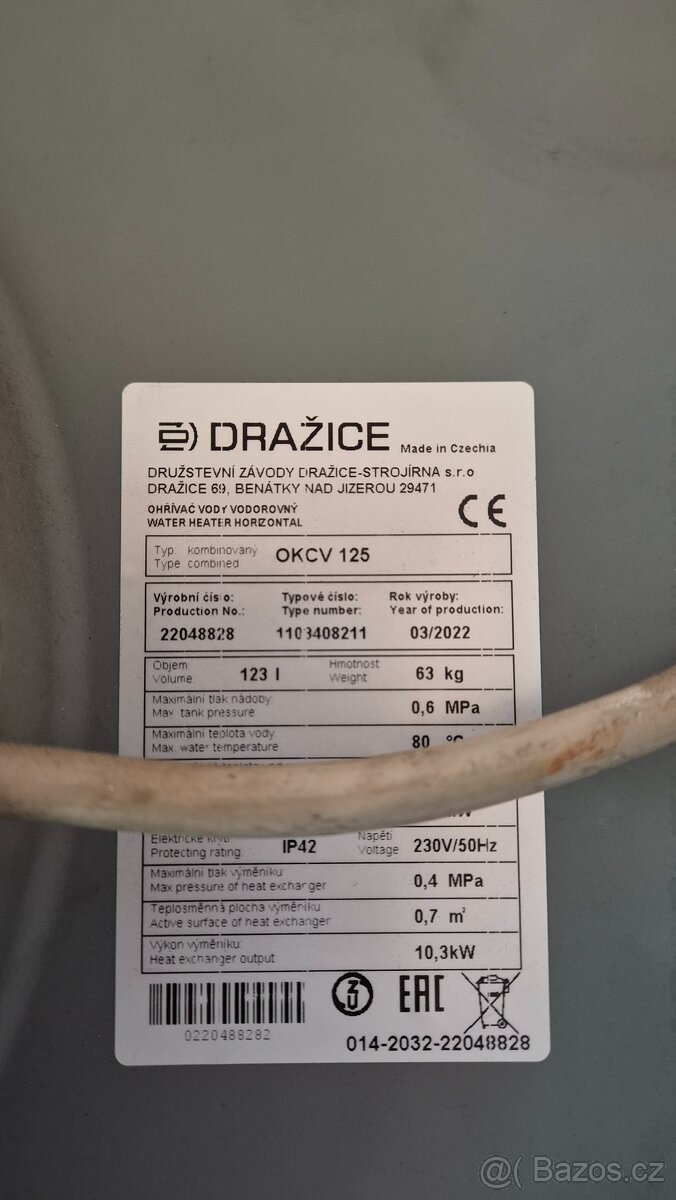 DRAŽICE Made in Czechia
DRUŽSTEVNÍ ZÁVODY DRAŽICE-STROJÍRNA s.r.o
DRAŽICE 69, BENÁTKY NAD JIZEROU 29471
OHŘÍVAČ VODY VODOROVNÝ
WATER HEATER HORIZONTAL
CE
Typ kombinovaný
Type combined
OKCV 125
Výrobní číslo: Typové číslo: Rok výroby:
Production No.: Type number: Year of production:
22048828 1103408211 03/2022
Objem
Volume:
123 l
Hmotnost
Weight:
63 kg
Maximální tlak nádoby
Max tank pressure
0,6 MPa
Maximální teplota vody
Max. water temperature
80 °C
Elektrické krytí
Protecting rating:
IP42
Napětí
Voltage
230V/50Hz
Maximální tlak výměníku
Max pressure of heat exchanger
0,4 MPa
Teplosměnná plocha výměníku
Active surface of heat exchanger
0,7 m²
Výkon výměníku
Heat exchanger output
10,3kW
EAC
0220488282
014-2032-22048828
@( Bazos.cz